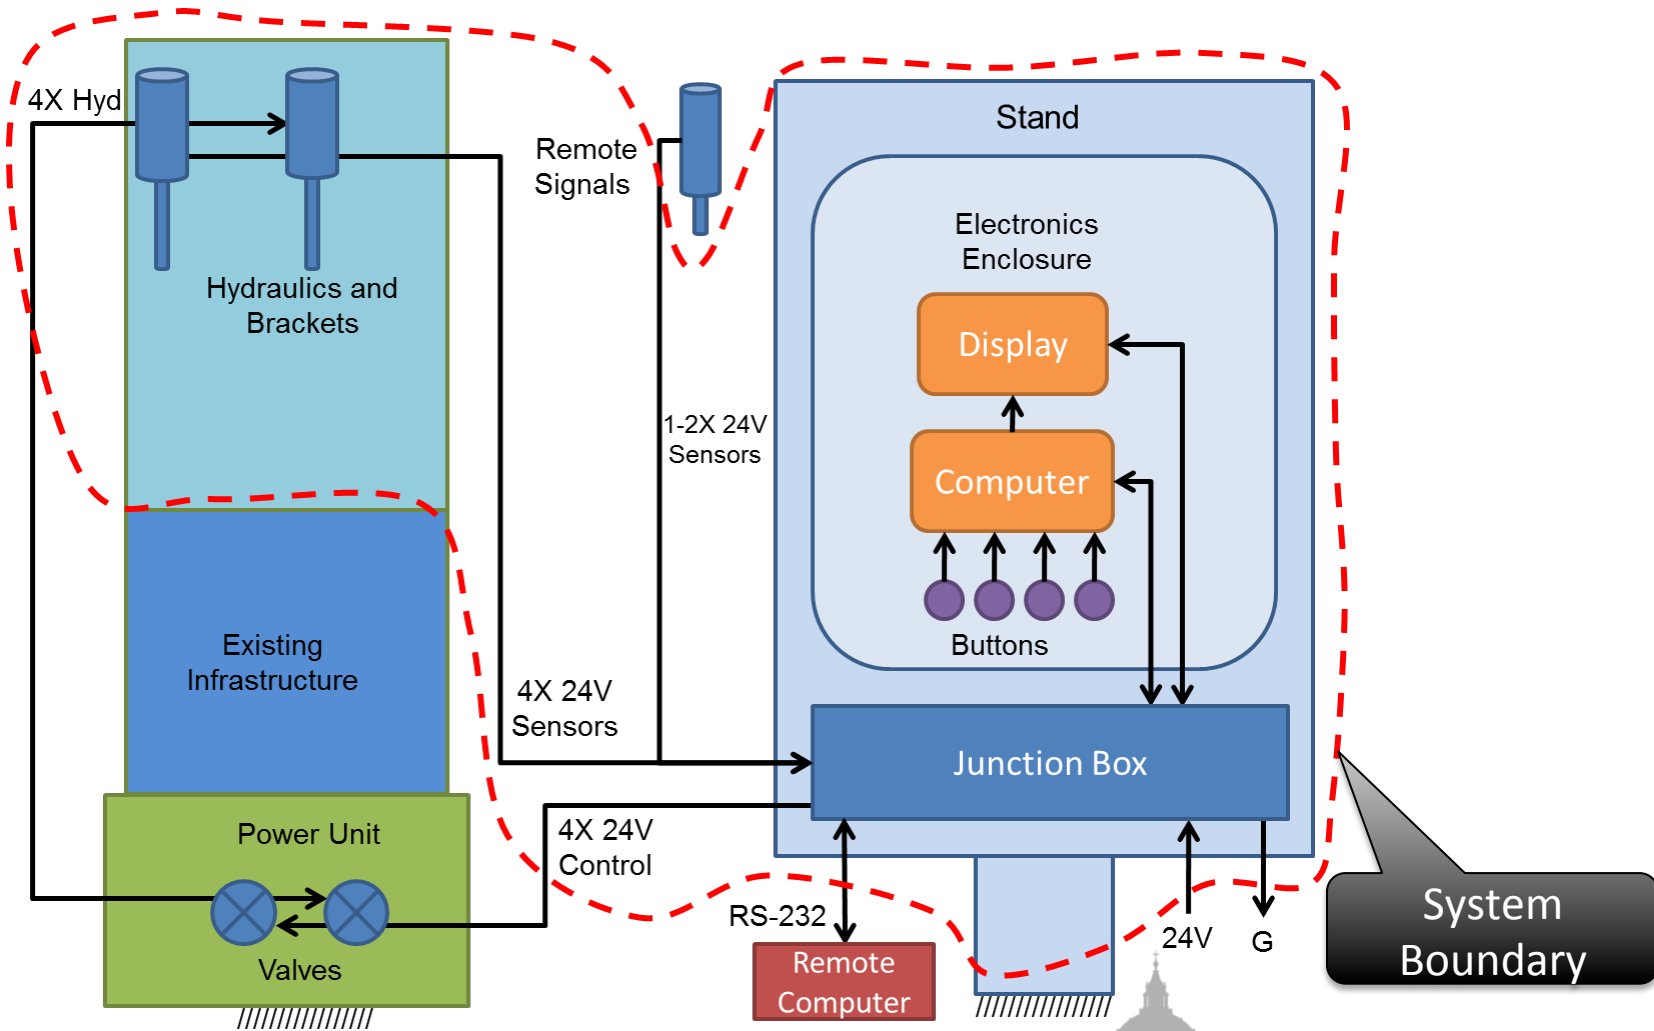 4X Hyd
Hydraulics and
Brackets
Existing
Infrastructure
Power Unit
Valves
Remote
Signals
1-2X 24V
Sensors
4X 24V
Sensors
4X 24V
Control
Stand
Electronics
Enclosure
Display
Computer
Buttons
Junction Box
RS-232
Remote
Computer
24V
G
System
Boundary